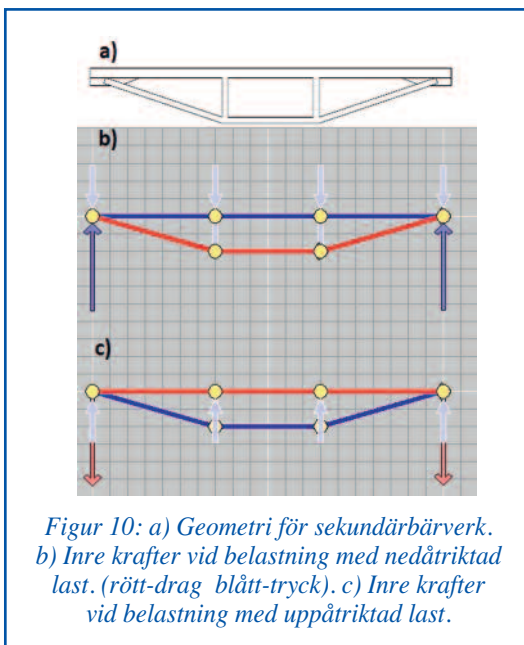 a)
b)
c)
Figur 10: a) Geometri för sekundärbärverk.
b) Inre krafter vid belastning med nedåtriktad
last. (rött-drag blått-tryck). c) Inre krafter
vid belastning med uppåtriktad last.